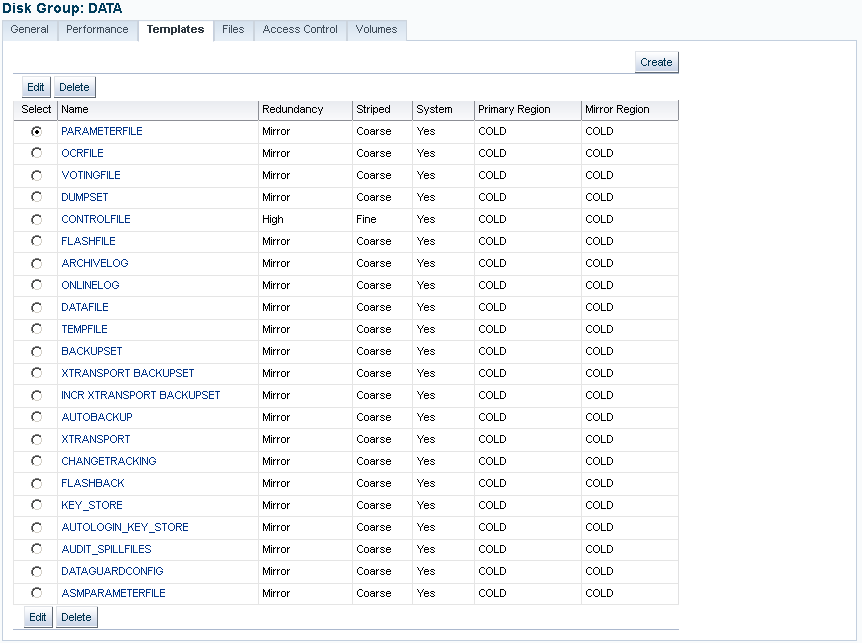 Disk Group: DATA
General Performance Templates Files Access Control Volumes
Create
Edit Delete
Select Name Redundancy Striped System Primary Region Mirror Region
PARAMETERFILE Mirror Coarse Yes COLD COLD
OCRFILE Mirror Coarse Yes COLD COLD
VOTINGFILE Mirror Coarse Yes COLD COLD
DUMPSET Mirror Coarse Yes COLD COLD
CONTROLFILE High Fine Yes COLD COLD
FLASHFILE Mirror Coarse Yes COLD COLD
ARCHIVELOG Mirror Coarse Yes COLD COLD
ONLINELOG Mirror Coarse Yes COLD COLD
DATAFILE Mirror Coarse Yes COLD COLD
TEMPFILE Mirror Coarse Yes COLD COLD
BACKUPSET Mirror Coarse Yes COLD COLD
XTRANSPORT BACKUPSET Mirror Coarse Yes COLD COLD
INCR XTRANSPORT BACKUPSET Mirror Coarse Yes COLD COLD
AUTOBACKUP Mirror Coarse Yes COLD COLD
XTRANSPORT Mirror Coarse Yes COLD COLD
CHANGETRACKING Mirror Coarse Yes COLD COLD
FLASHBACK Mirror Coarse Yes COLD COLD
KEY_STORE Mirror Coarse Yes COLD COLD
AUTOLOGIN_KEY_STORE Mirror Coarse Yes COLD COLD
AUDIT_SPILLFILES Mirror Coarse Yes COLD COLD
DATAGUARDCONFIG Mirror Coarse Yes COLD COLD
ASMPARAMETERFILE Mirror Coarse Yes COLD COLD
Edit Delete